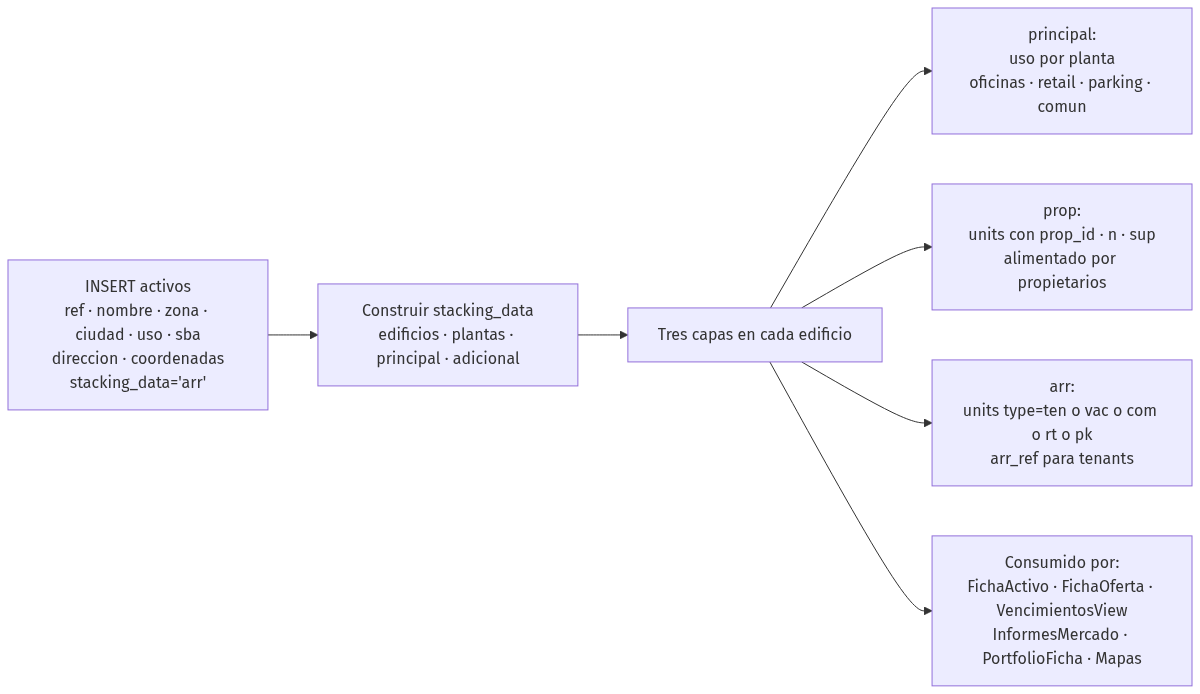 INSERT activos
ref · nombre · zona ·
ciudad · uso · sba
direccion · coordenadas
stacking_data='arr'
Construir stacking_data
edificios · plantas ·
principal · adicional
Tres capas en cada edificio
principal:
uso por planta
oficinas · retail · parking ·
comun
prop:
units con prop_id · n · sup
alimentado por
propietarios
arr:
units type=ten o vac o com
o rt o pk
arr_ref para tenants
Consumido por:
FichaActivo · FichaOferta ·
VencimientosView
InformesMercado ·
PortfolioFicha · Mapas